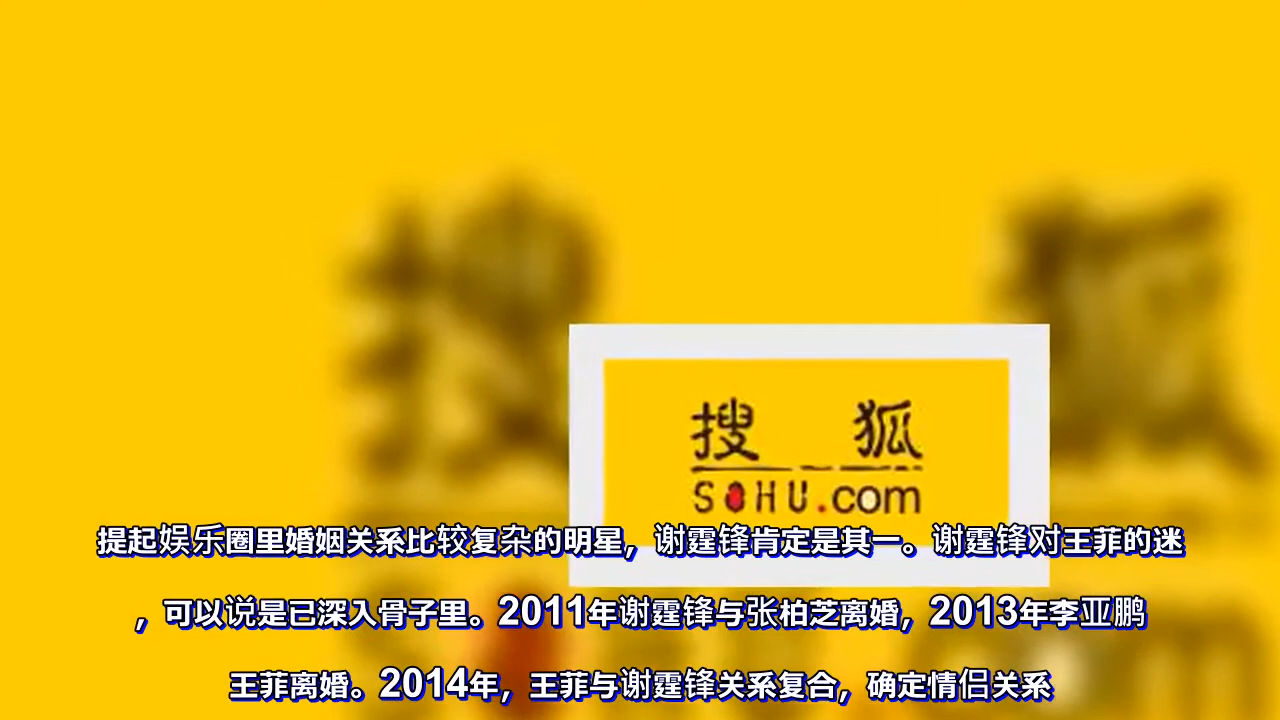 搜 狐
SOHU.com
提起娱乐圈里婚姻关系比较复杂的明星，谢霆锋肯定是其一。谢霆锋对王菲的迷
，可以说是已深入骨子里。2011年谢霆锋与张柏芝离婚，2013年李亚鹏
王菲离婚。2014年，王菲与谢霆锋关系复合，确定情侣关系